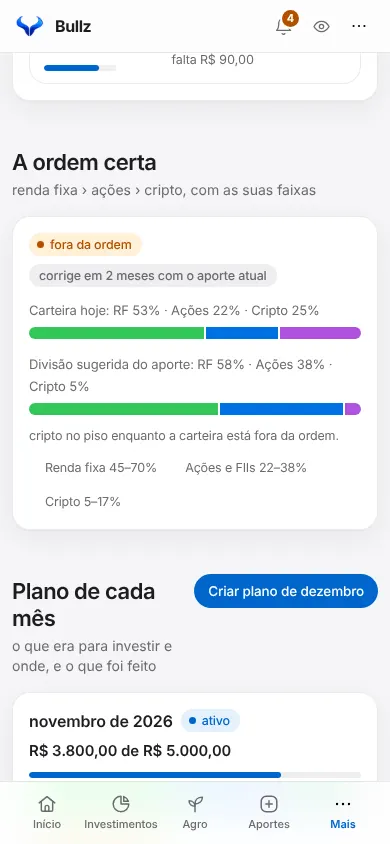 Bullz
4
falta R$ 90,00
A ordem certa
renda fixa › ações › cripto, com as suas faixas
fora da ordem
corrige em 2 meses com o aporte atual
Carteira hoje: RF 53% · Ações 22% · Cripto 25%
Divisão sugerida do aporte: RF 58% · Ações 38% ·
Cripto 5%
cripto no piso enquanto a carteira está fora da ordem.
Renda fixa 45–70%
Ações e FIIs 22–38%
Cripto 5–17%
Plano de cada
mês
Criar plano de dezembro
o que era para investir e
onde, e o que foi feito
novembro de 2026
ativo
R$ 3.800,00 de R$ 5.000,00
Início
Investimentos
Agro
Aportes
Mais